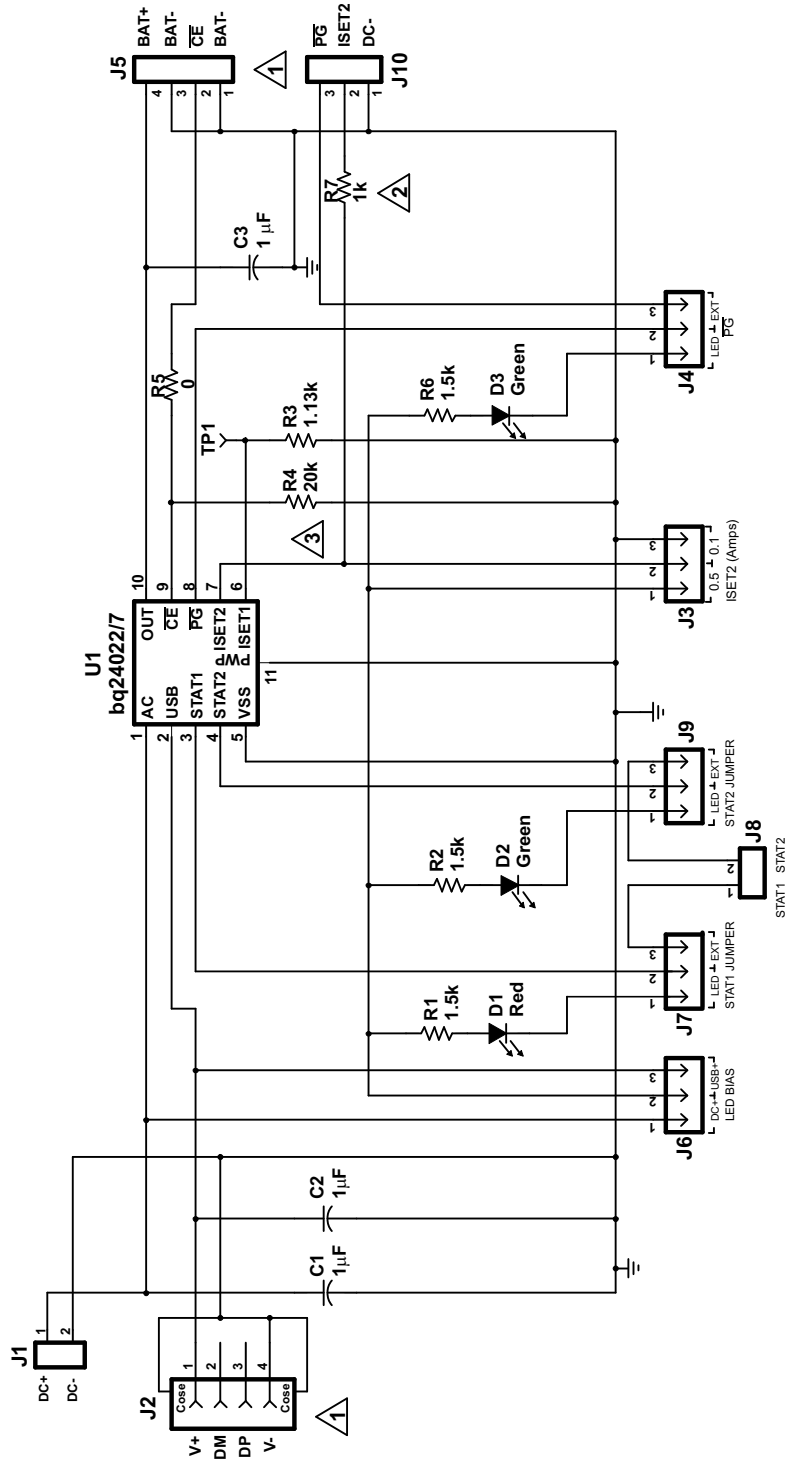 J1
DC+
DC-
1
2
J2
V+
DM
DP
V-
Cose
Cose
1
2
3
4
1
C1
1μF
C2
1μF
U1
bq24022/7
1
AC
2
USB
3
STAT1
4
STAT2
5
VSS
10
OUT
9
CE
8
PG
7
ISET2
6
ISET1
PWP
11
R5
0
TP1
R4
20k
R3
1.13k
3
C3
1 μF
J5
BAT+
BAT-
CE
BAT-
4
3
2
1
1
J10
PG
ISET2
DC-
3
2
1
R7
1k
2
R1
1.5k
D1
Red
R2
1.5k
D2
Green
R6
1.5k
D3
Green
J6
1
2
3
DC+
USB+
LED BIAS
J7
1
2
3
LED
EXT
STAT1 JUMPER
J8
1
2
STAT1
STAT2
J9
1
2
3
LED
EXT
STAT2 JUMPER
J3
1
2
3
0.5
0.1
ISET2 (Amps)
J4
1
2
3
LED
EXT
PG